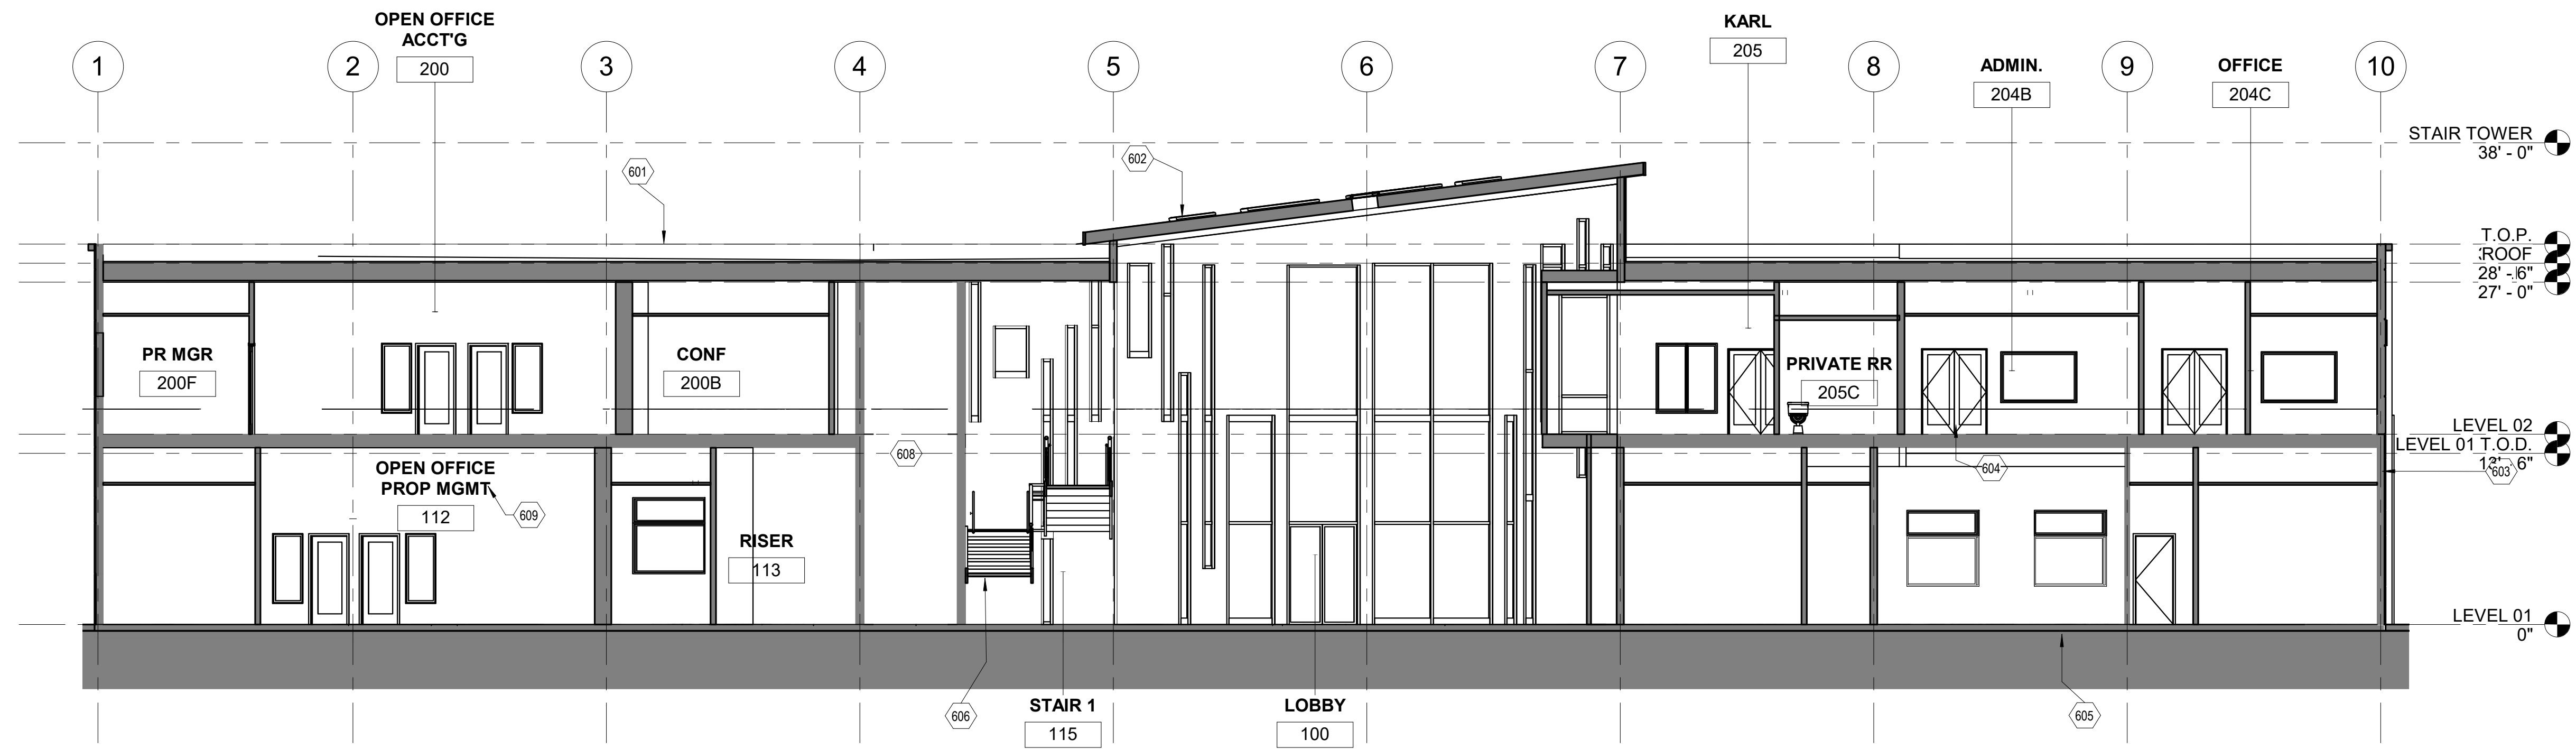 OPEN OFFICE
ACCT'G
200
KARL
205
1
2
3
4
5
6
7
8
9
10
ADMIN.
204B
OFFICE
204C
STAIR TOWER
38' - 0"
601
602
T.O.P.
ROOF
28' - 6"
27' - 0"
PR MGR
200F
CONF
200B
PRIVATE RR
205C
LEVEL 02
LEVEL 01 T.O.D.
608
604
603
OPEN OFFICE
PROP MGMT
112
609
RISER
113
LEVEL 01
0"
606
STAIR 1
115
LOBBY
100
605